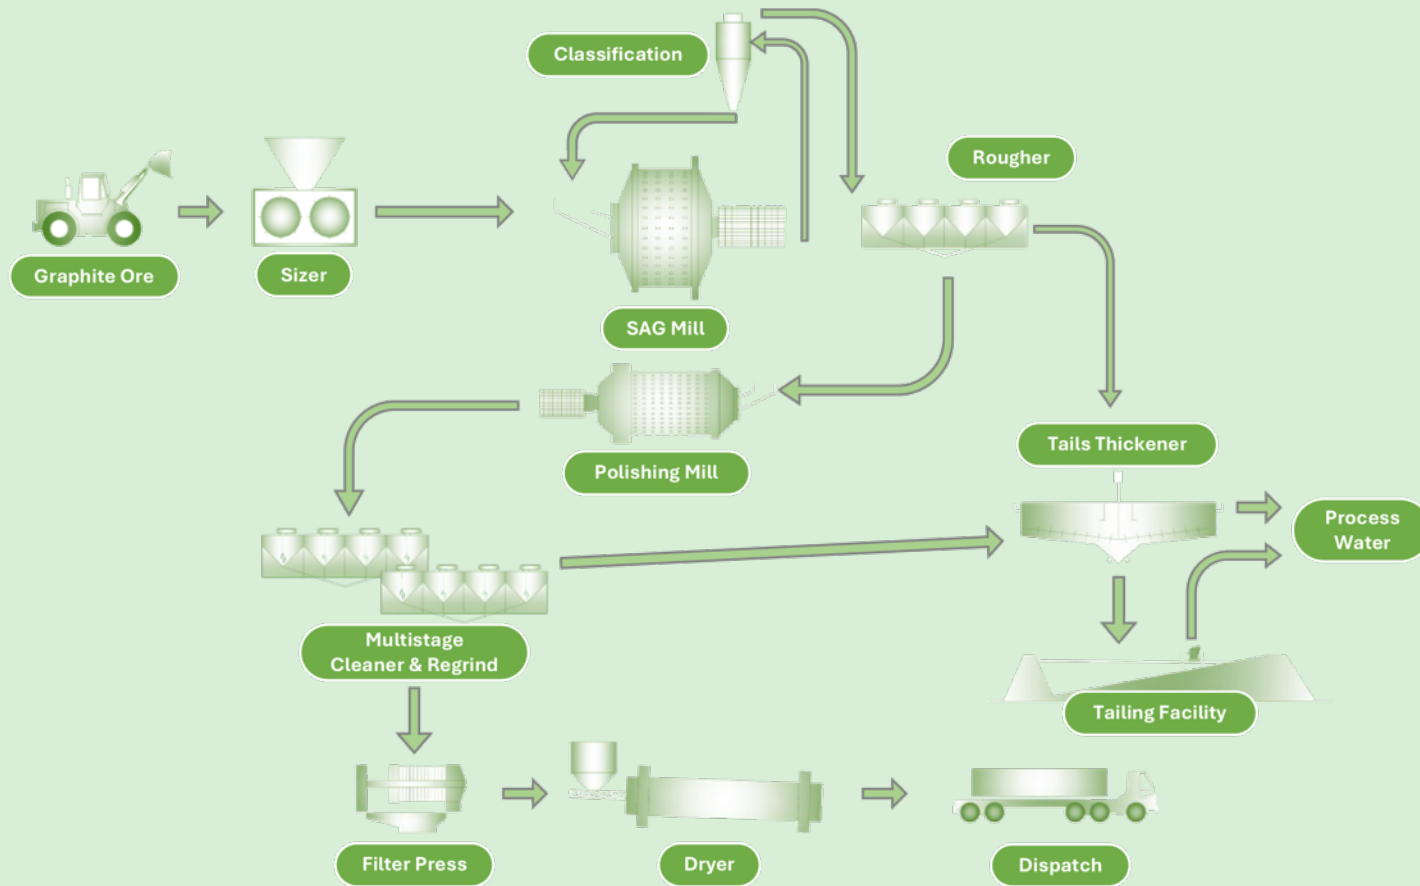 Classification
Rougher
Graphite Ore
Sizer
SAG Mill
Polishing Mill
Tails Thickener
Process
Water
Multistage
Cleaner & Regrind
Tailing Facility
Filter Press
Dryer
Dispatch